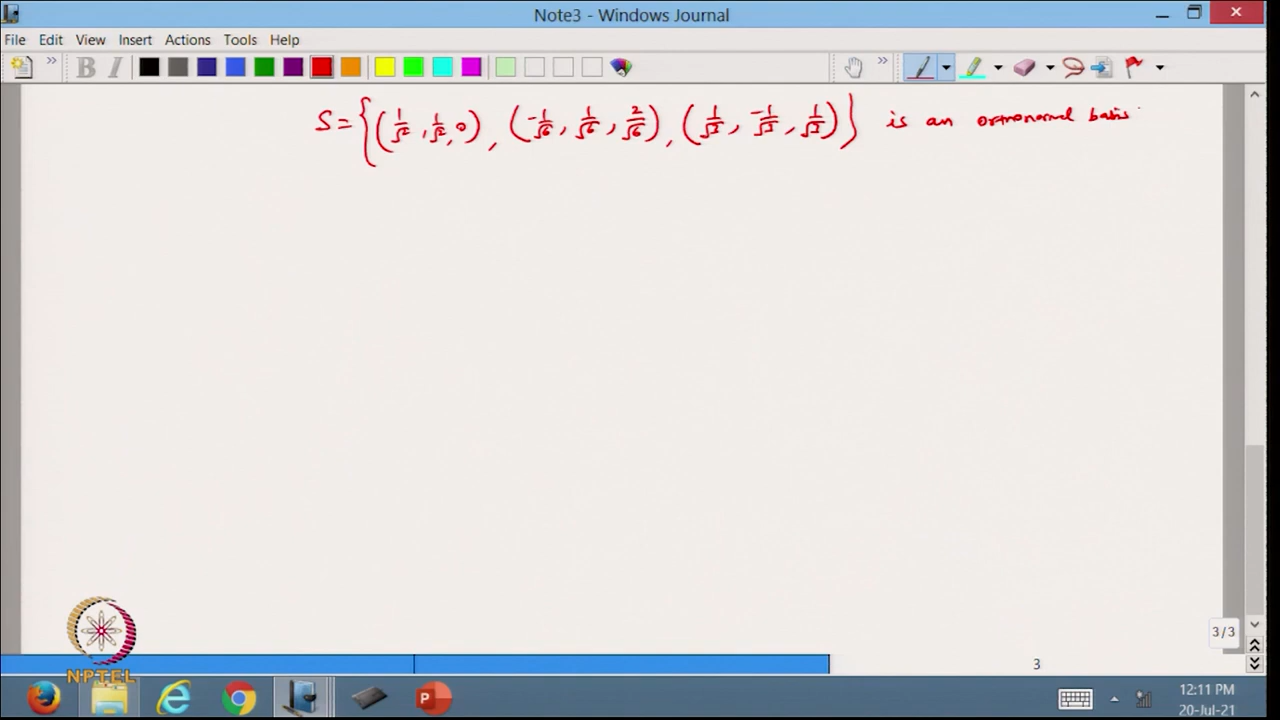 Note3 - Windows Journal
File Edit View Insert Actions Tools Help
B I
S = { (1/√2, 1/√2, 0), (-1/√6, 1/√6, 2/√6), (1/√3, -1/√3, 1/√3) } is an orthonormal basis
3/3
NPTEL
3
12:11 PM
20-Jul-21